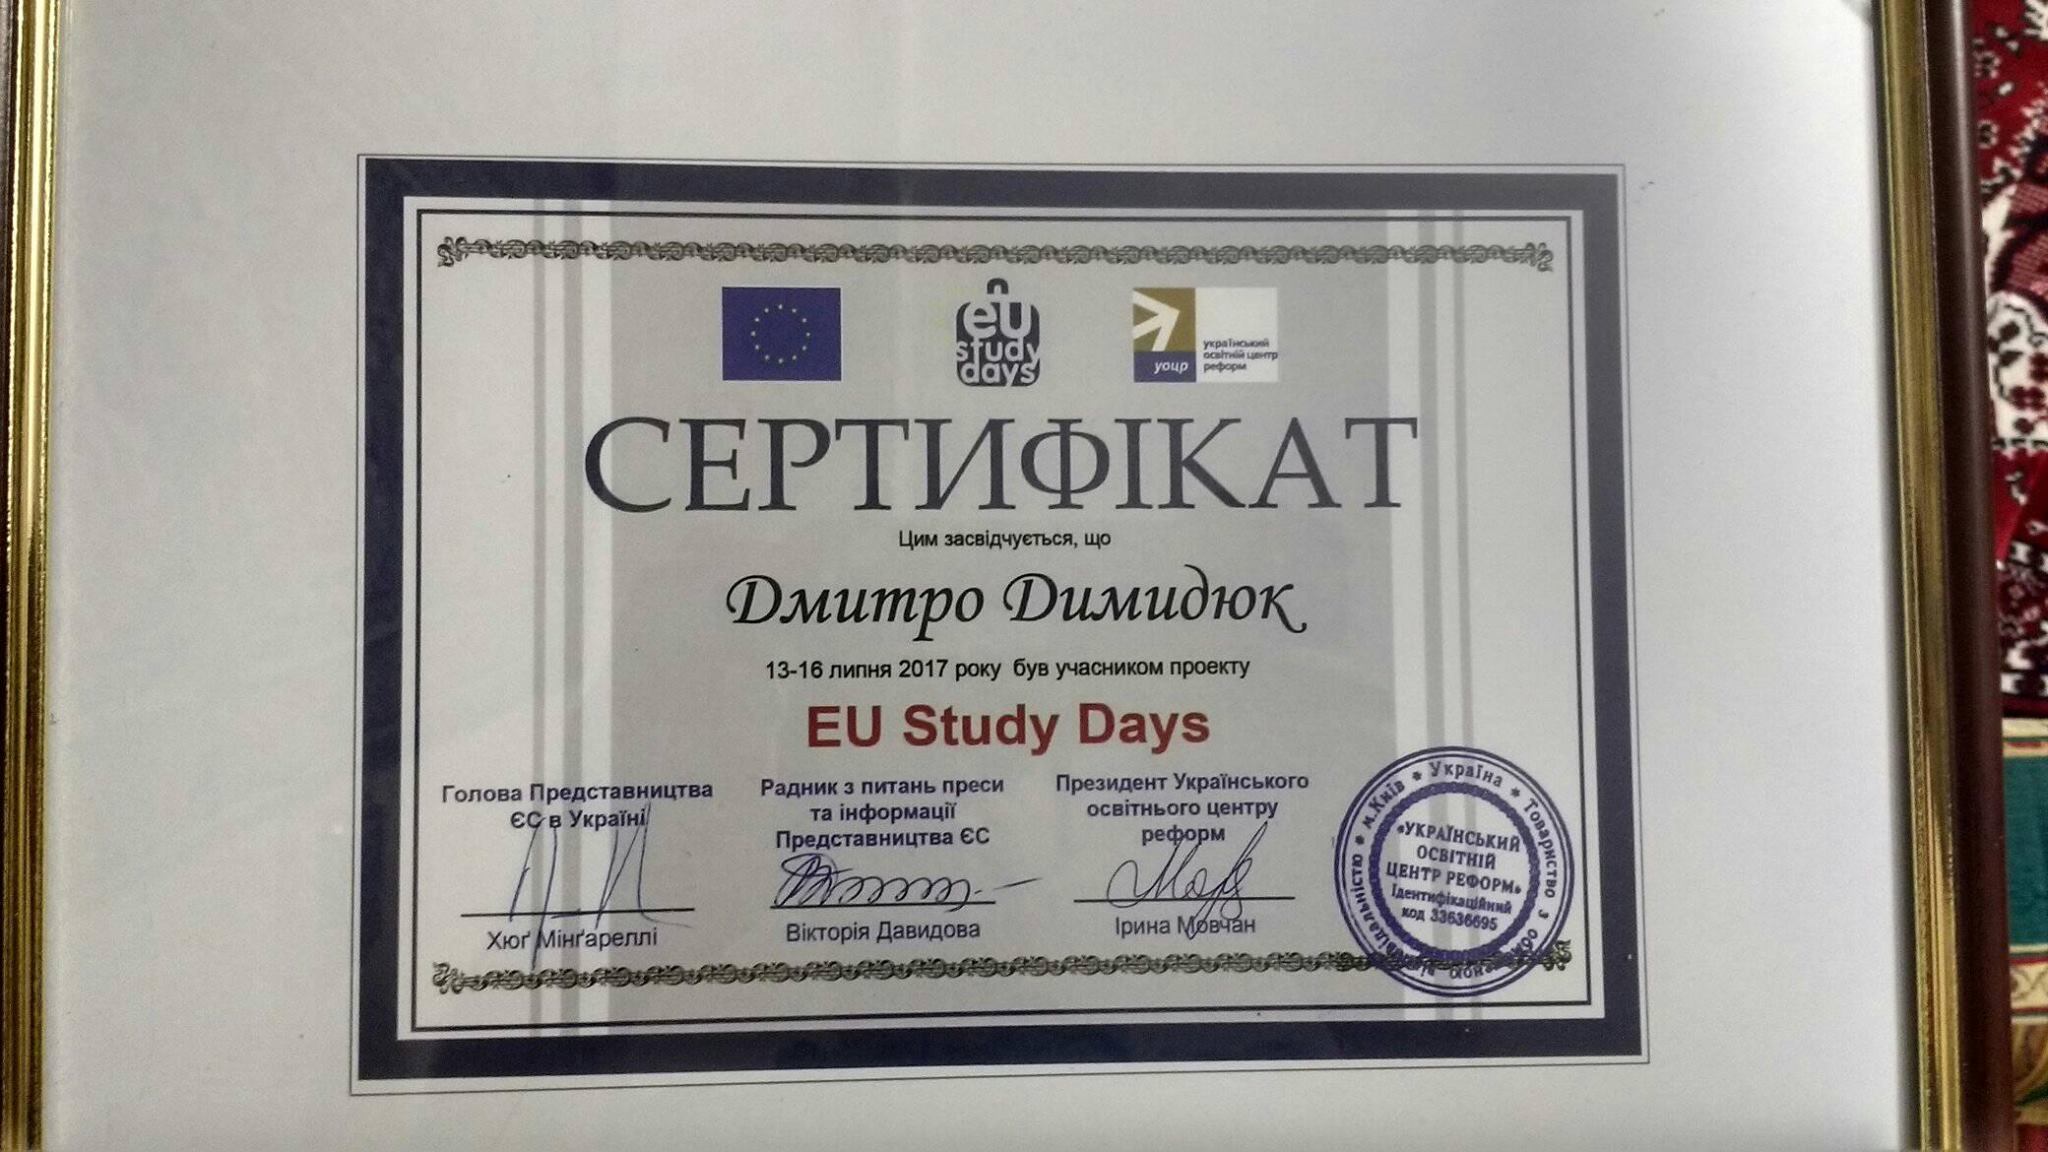 eu
study
days
уоцр
український
освітній центр
реформ
СЕРТИФІКАТ
Цим засвідчується, що
Дмитро Димидюк
13-16 липня 2017 року був учасником проекту
EU Study Days
Голова Представництва
ЄС в Україні
Хюґ Мінґареллі
Радник з питань преси
та інформації
Представництва ЄС
Вікторія Давидова
Президент Українського
освітнього центру
реформ
Ірина Мовчан
м.Київ * Україна * Товариство з обмеженою відповідальністю
«УКРАЇНСЬКИЙ
ОСВІТНІЙ
ЦЕНТР РЕФОРМ»
Ідентифікаційний
код 33636695